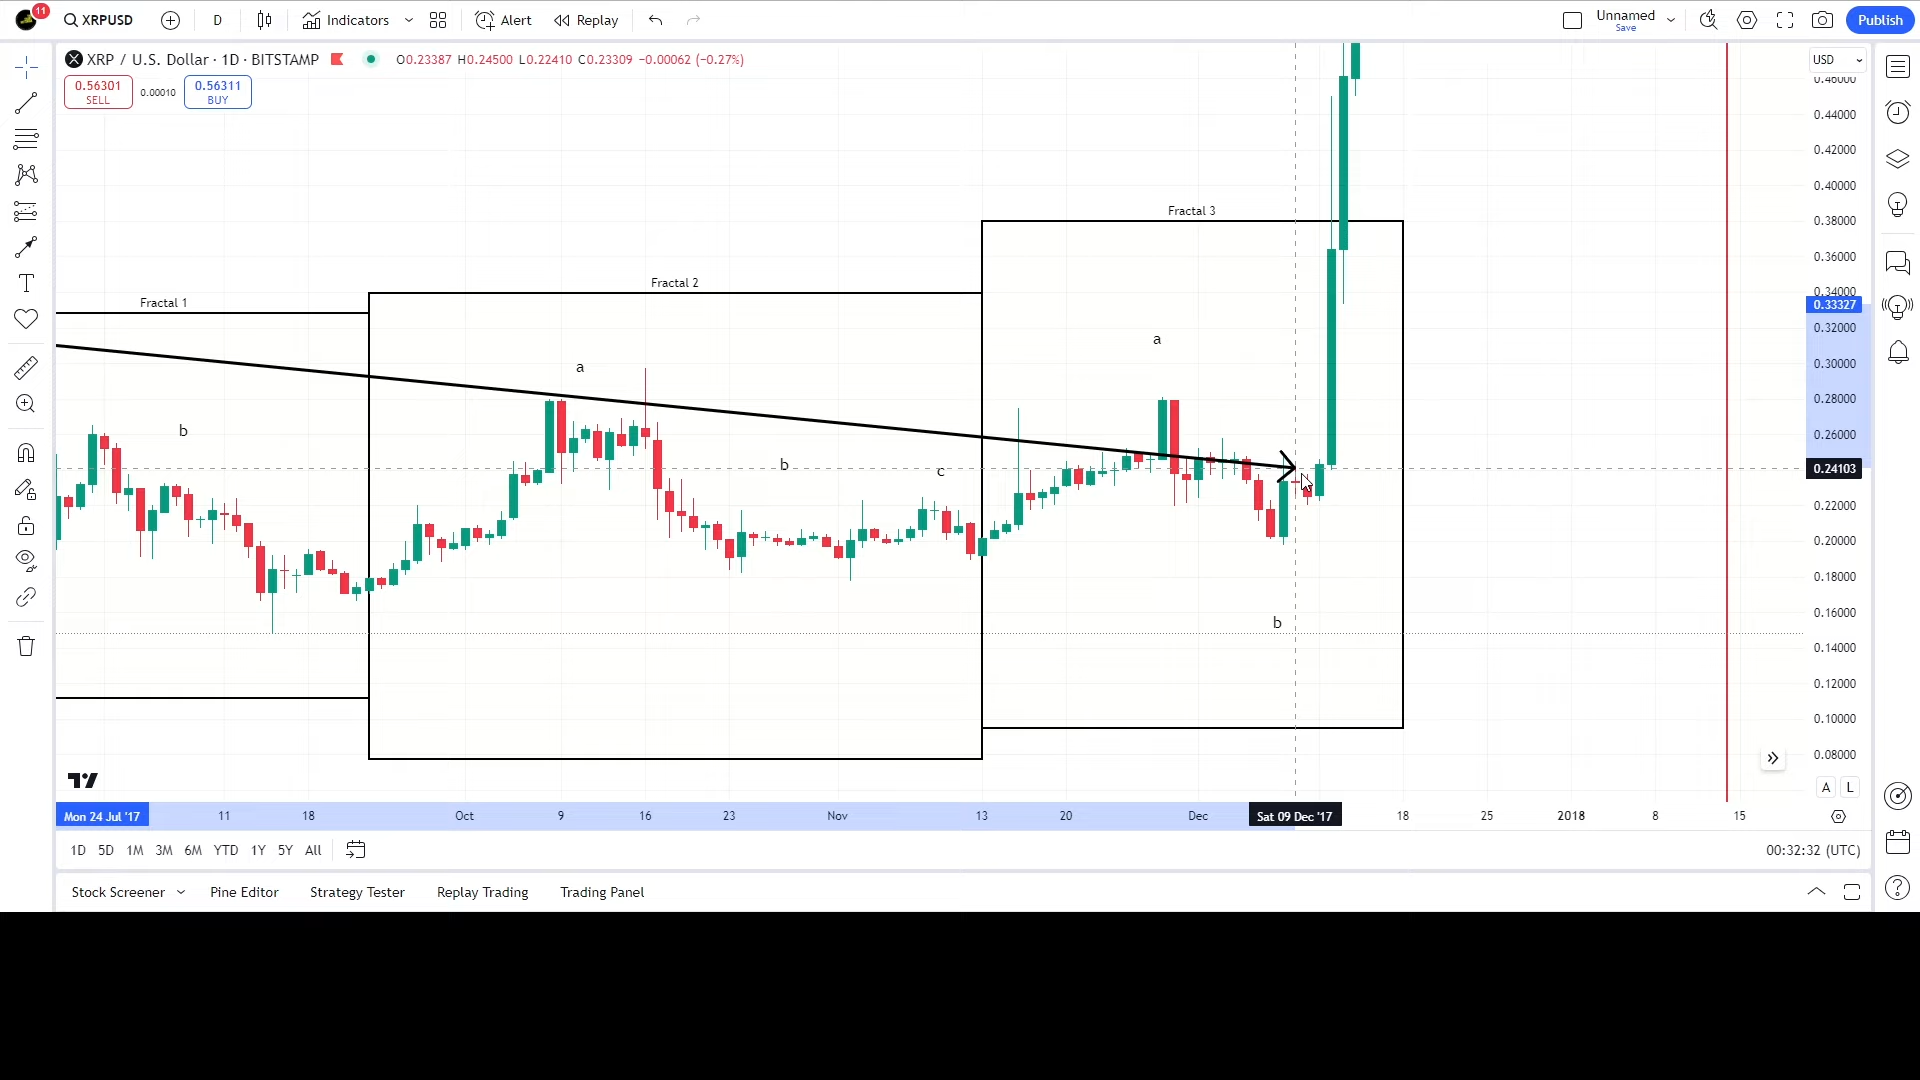 11
XRPUSD
D
Indicators
Alert
Replay
Unnamed
Save
Publish
XRP / U.S. Dollar · 1D · BITSTAMP
O0.23387 H0.24500 L0.22410 C0.23309 −0.00062 (−0.27%)
USD
0.56301
SELL
0.00010
0.56311
BUY
0.46000
0.44000
0.42000
0.40000
0.38000
0.36000
0.34000
0.33327
0.32000
0.30000
0.28000
0.26000
0.24103
0.22000
0.20000
0.18000
0.16000
0.14000
0.12000
0.10000
0.08000
Fractal 3
Fractal 2
Fractal 1
a
a
b
b
c
b
A L
Mon 24 Jul '17
11
18
Oct
9
16
23
Nov
13
20
Dec
Sat 09 Dec '17
18
25
2018
8
15
1D 5D 1M 3M 6M YTD 1Y 5Y All
00:32:32 (UTC)
Stock Screener
Pine Editor
Strategy Tester
Replay Trading
Trading Panel